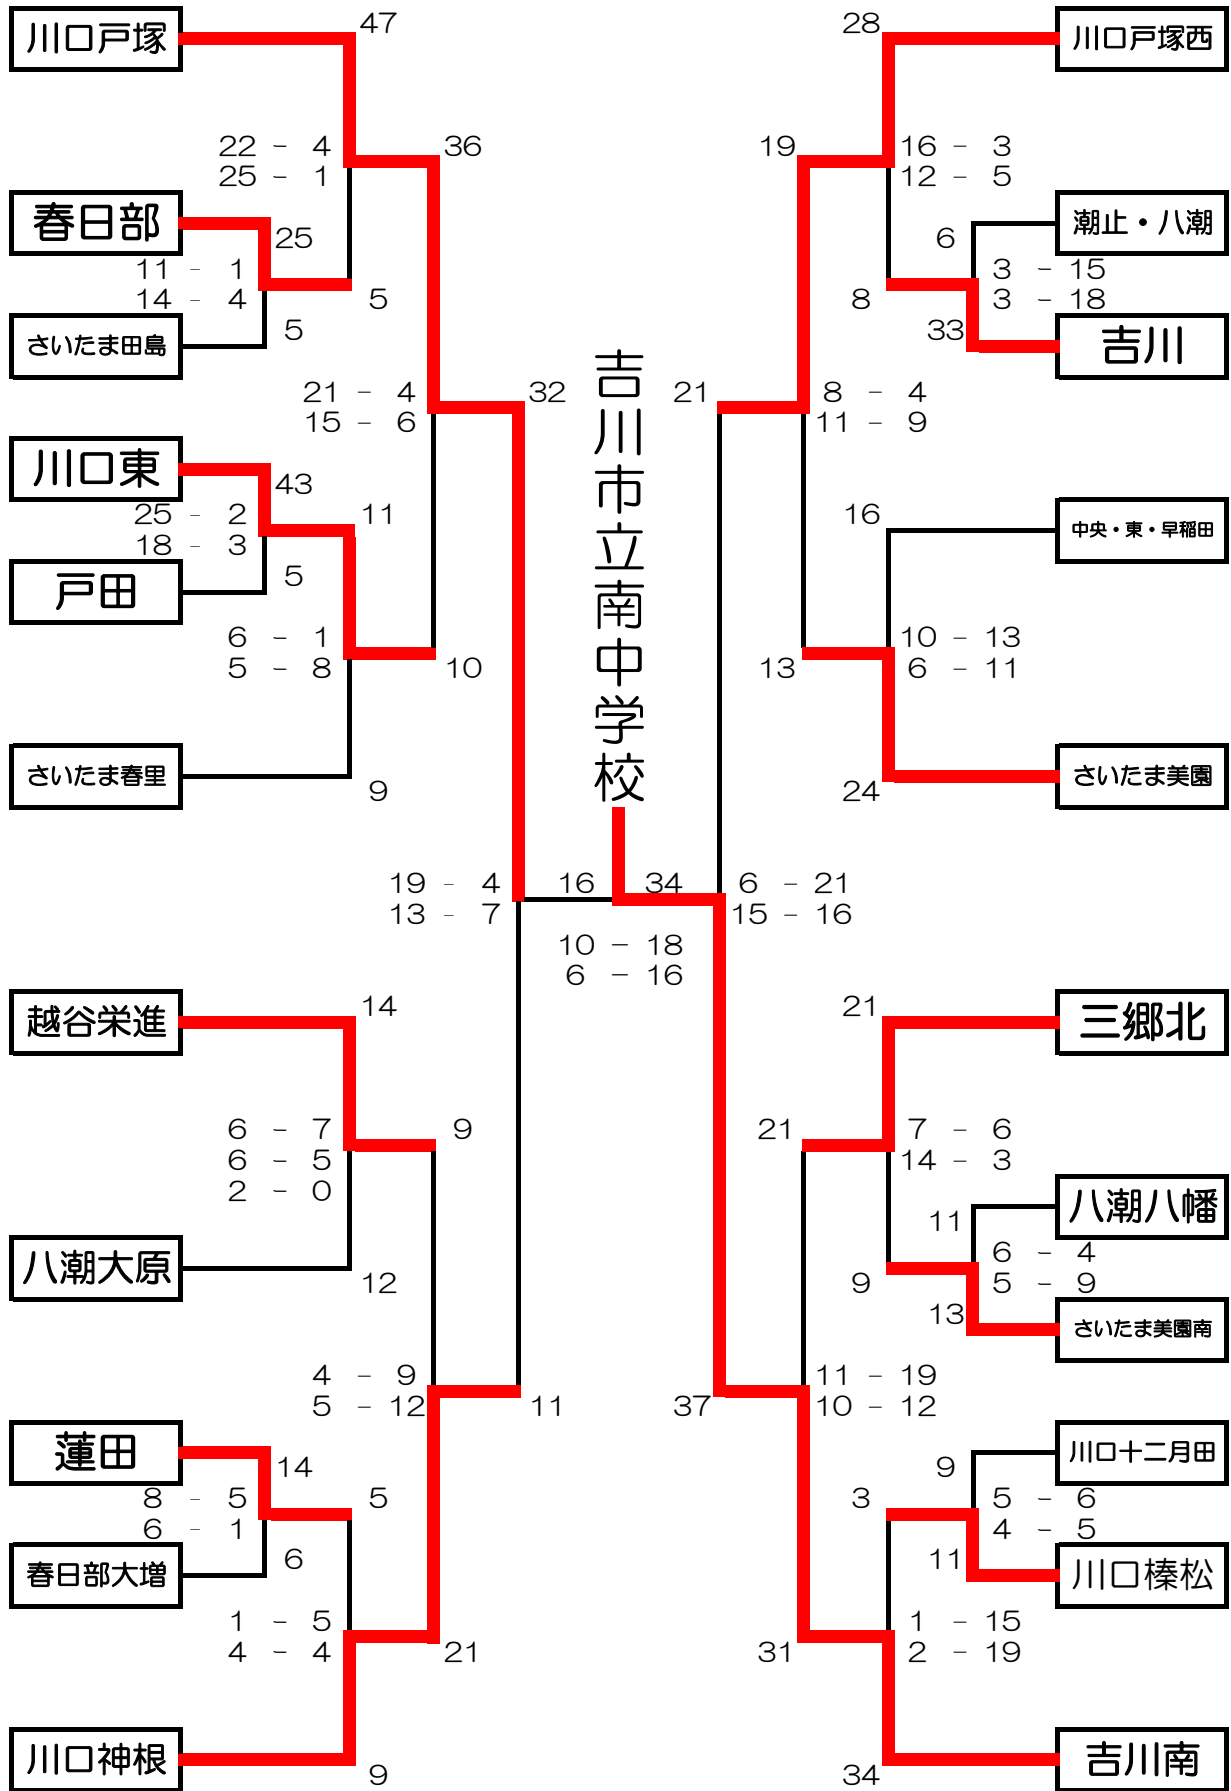 47
28
川口戸塚
川口戸塚西
22 - 4
36
19
16 - 3
25 - 1
12 - 5
春日部
潮止・八潮
25
6
11 - 1
3 - 15
14 - 4
5
8
3 - 18
さいたま田島
5
33
吉川
吉川市立南中学校
21 - 4
32
21
8 - 4
15 - 6
11 - 9
川口東
43
25 - 2
11
16
中央・東・早稲田
18 - 3
戸田
5
6 - 1
10 - 13
5 - 8
10
13
6 - 11
さいたま春里
さいたま美園
9
24
19 - 4
16
34
6 - 21
13 - 7
15 - 16
10 - 18
6 - 16
越谷栄進
14
21
三郷北
6 - 7
9
21
7 - 6
6 - 5
14 - 3
2 - 0
八潮八幡
11
八潮大原
6 - 4
12
9
5 - 9
13
さいたま美園南
4 - 9
11 - 19
5 - 12
11
37
10 - 12
蓮田
川口十二月田
14
9
8 - 5
5
3
5 - 6
6 - 1
4 - 5
春日部大増
6
11
川口榛松
1 - 5
1 - 15
4 - 4
21
31
2 - 19
川口神根
吉川南
9
34